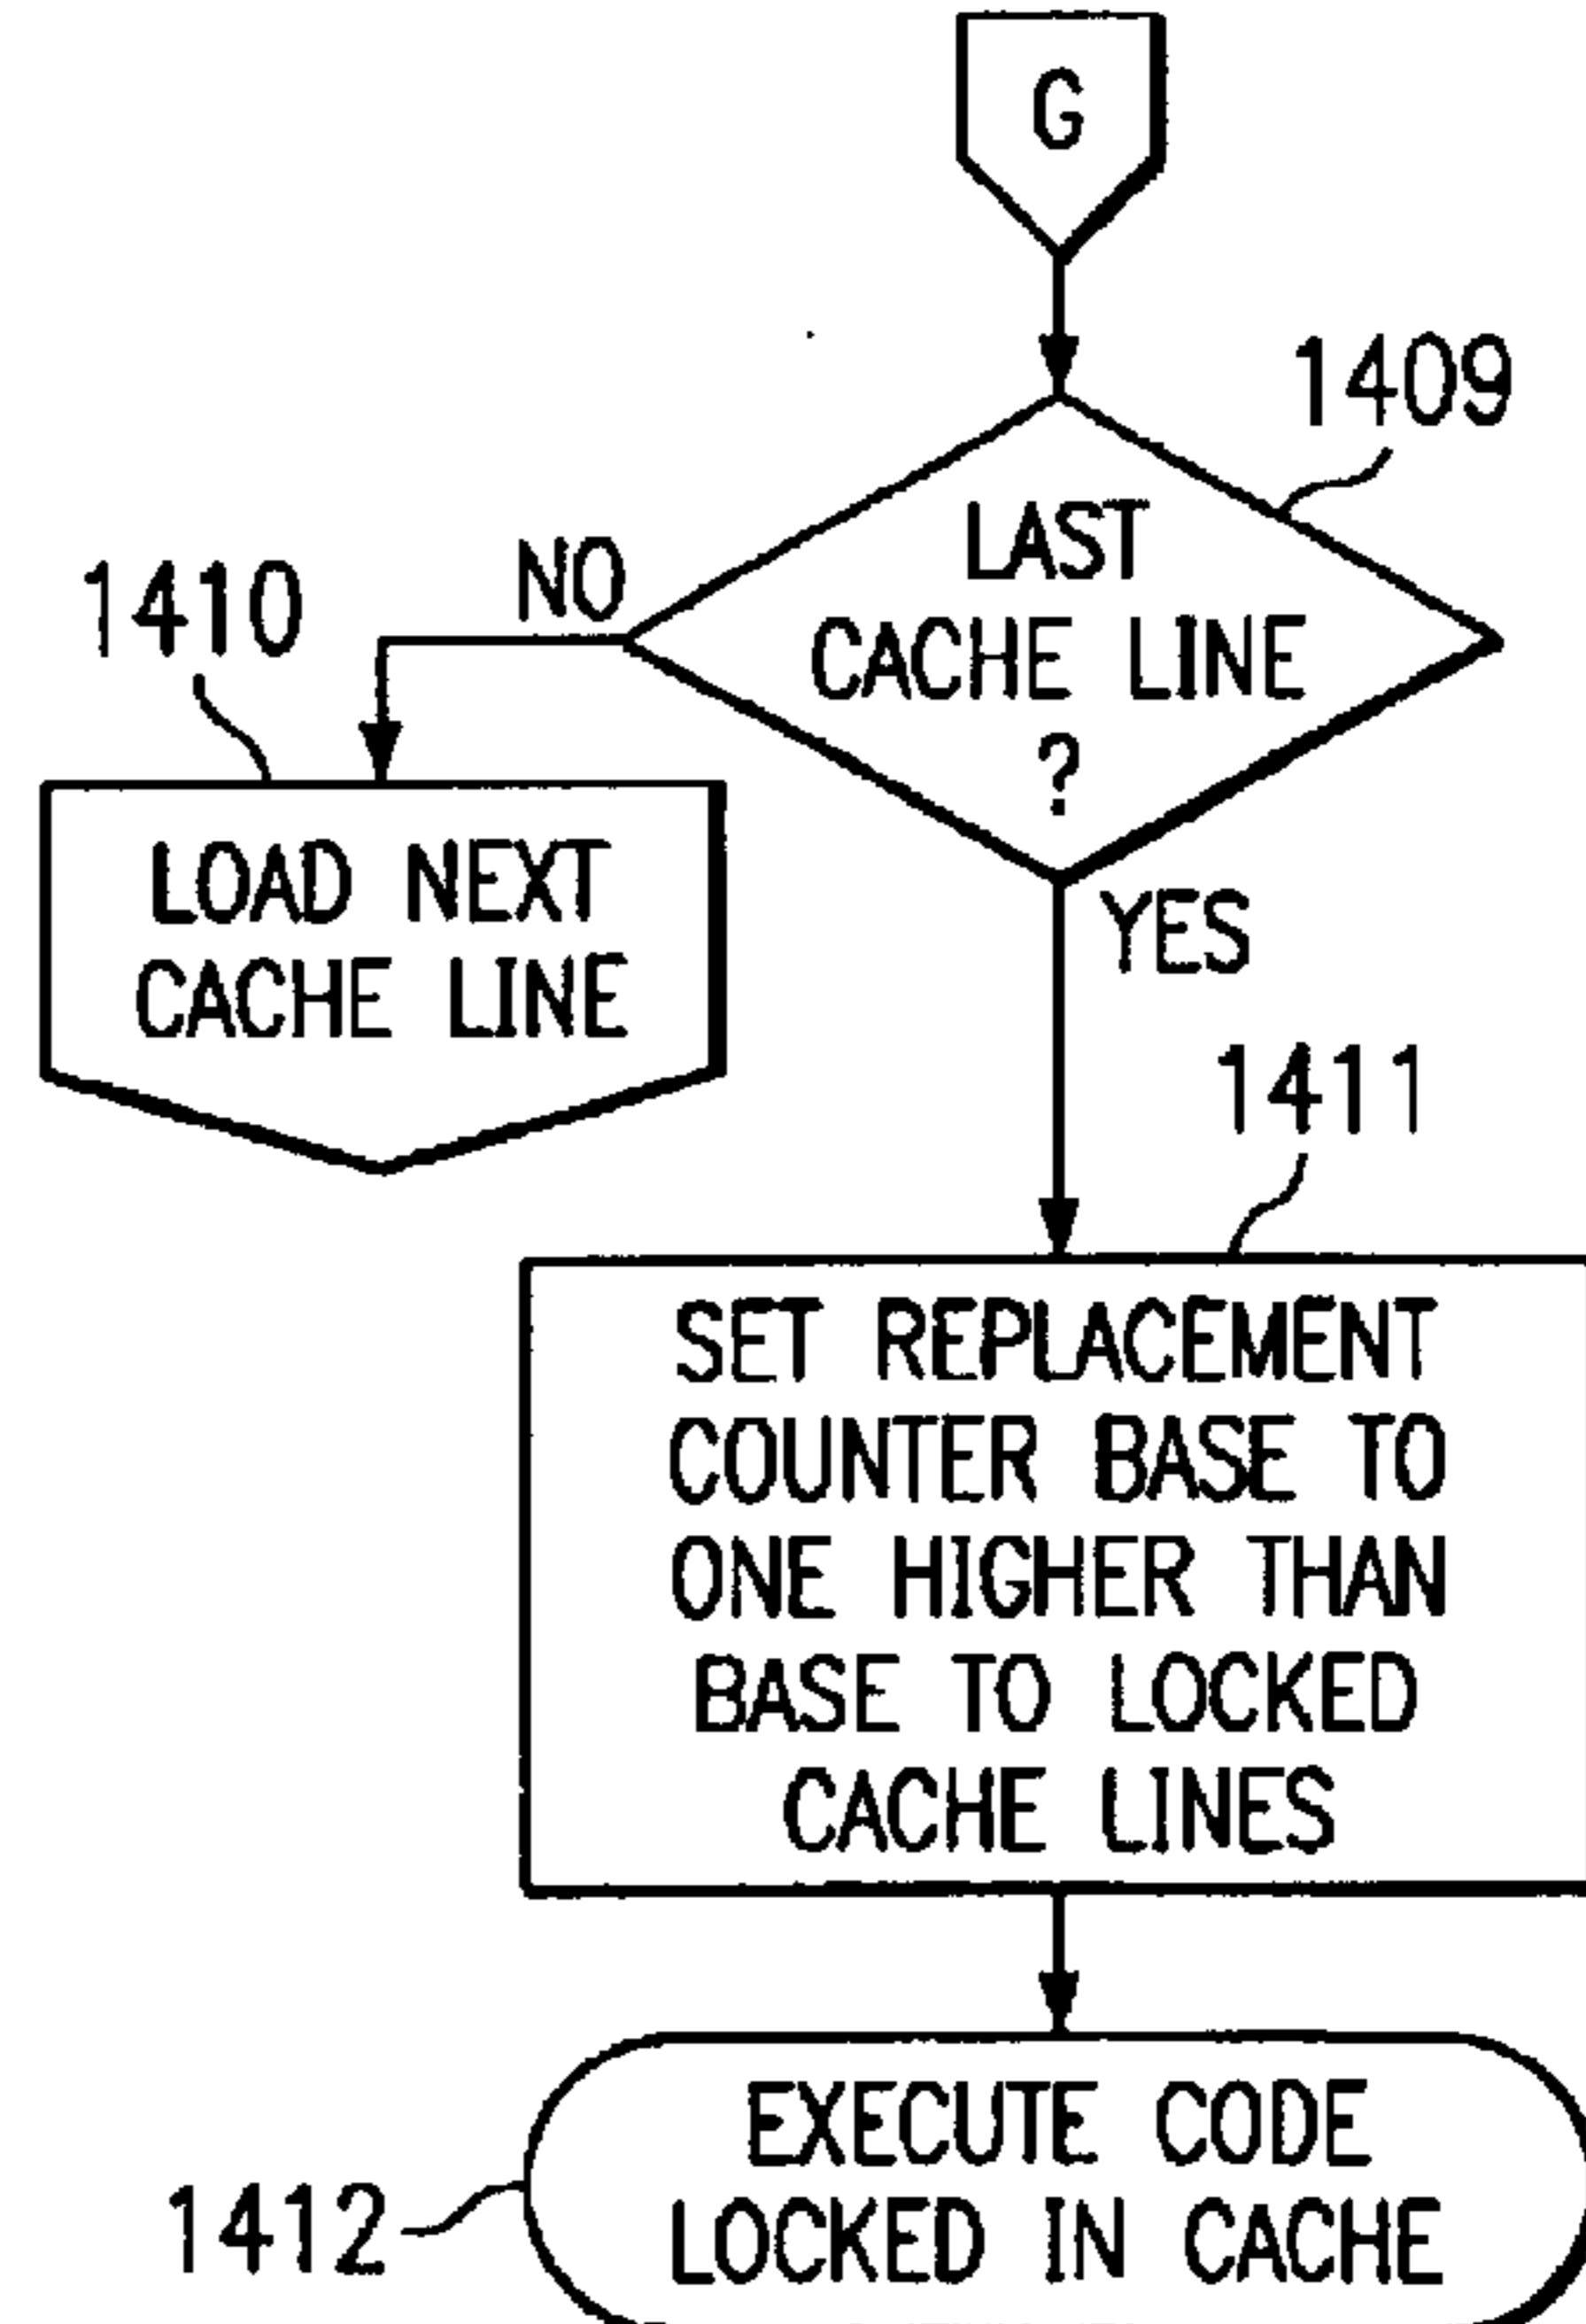 G
1409
LAST
CACHE LINE
?
NO
1410
LOAD NEXT
CACHE LINE
YES
1411
SET REPLACEMENT
COUNTER BASE TO
ONE HIGHER THAN
BASE TO LOCKED
CACHE LINES
EXECUTE CODE
LOCKED IN CACHE
1412